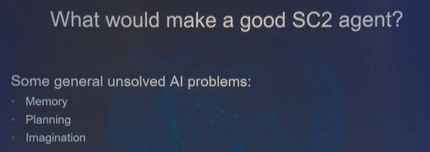 What would make a good SC2 agent?
Some general unsolved AI problems:
• Memory
• Planning
• Imagination